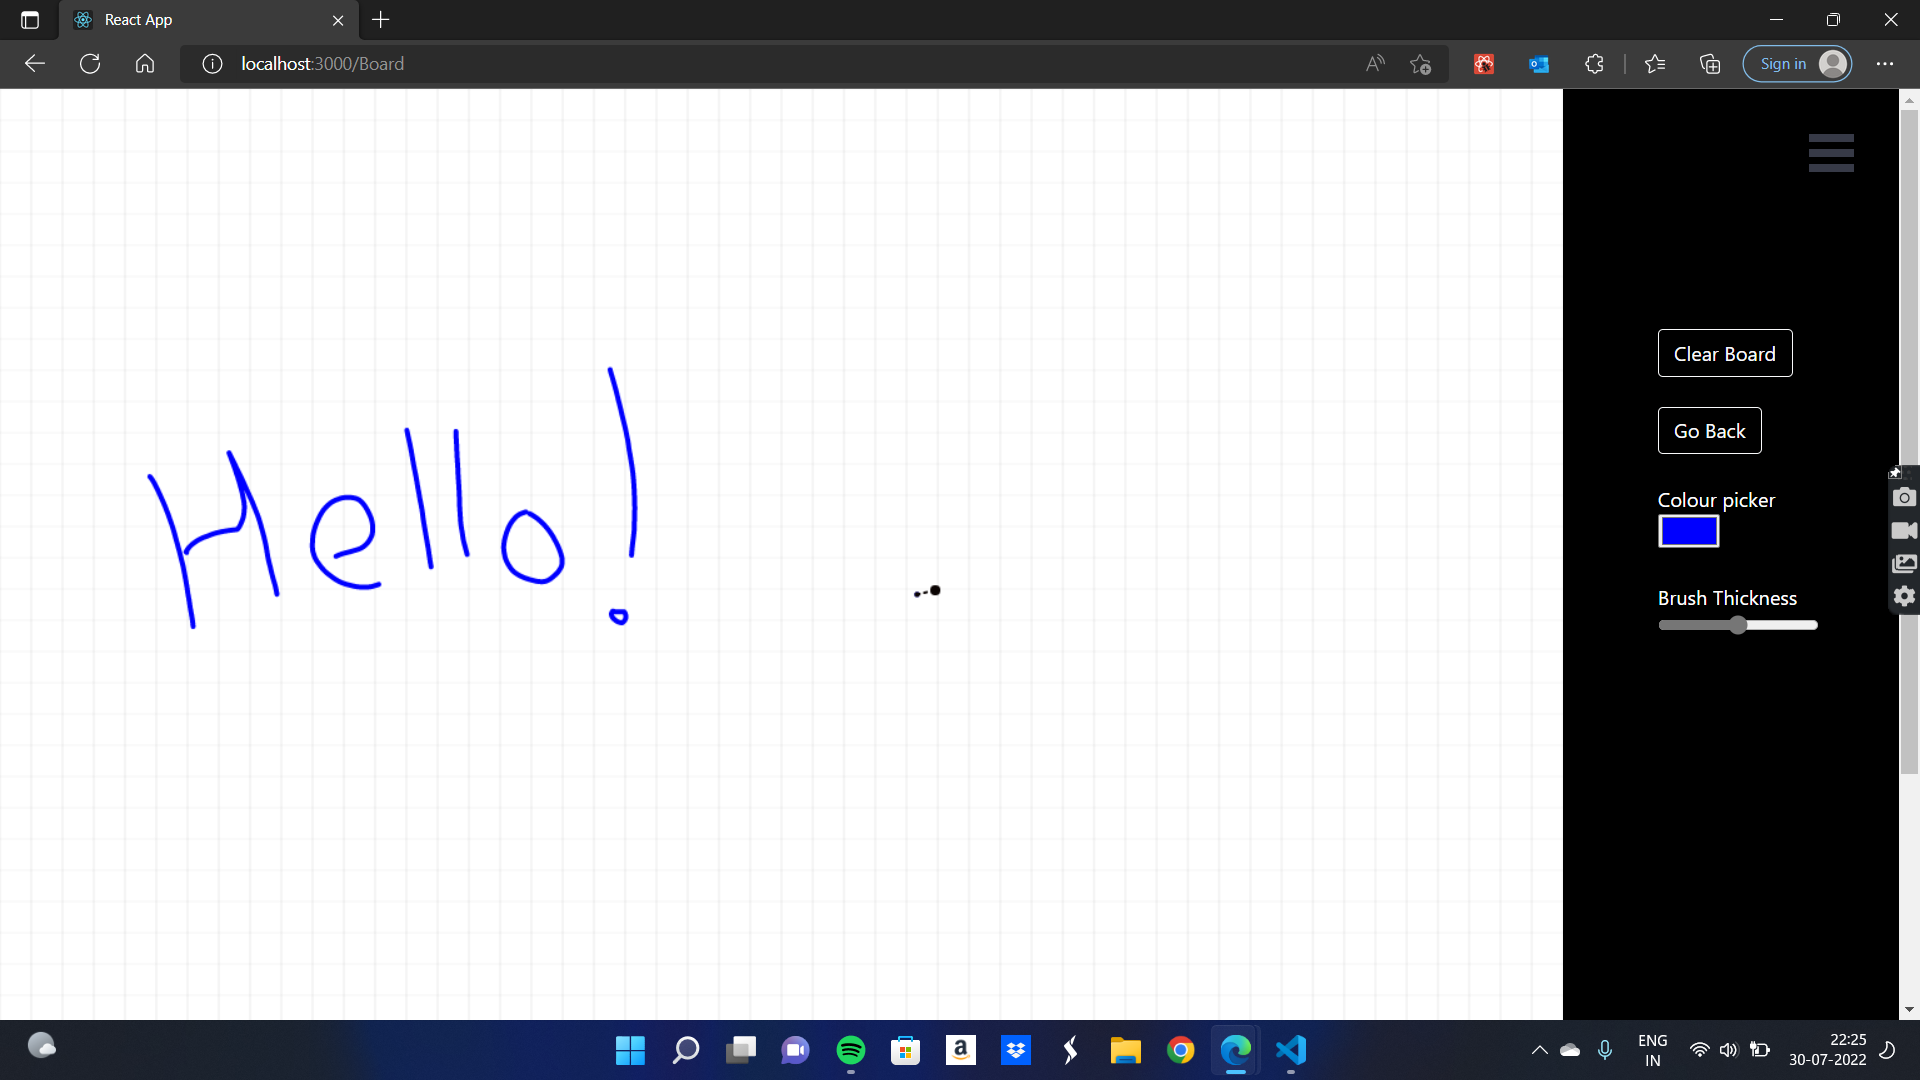 React App
localhost:3000/Board
Sign in
Clear Board
Go Back
Hello!
Colour picker
Brush Thickness
ENG
IN
22:25
30-07-2022